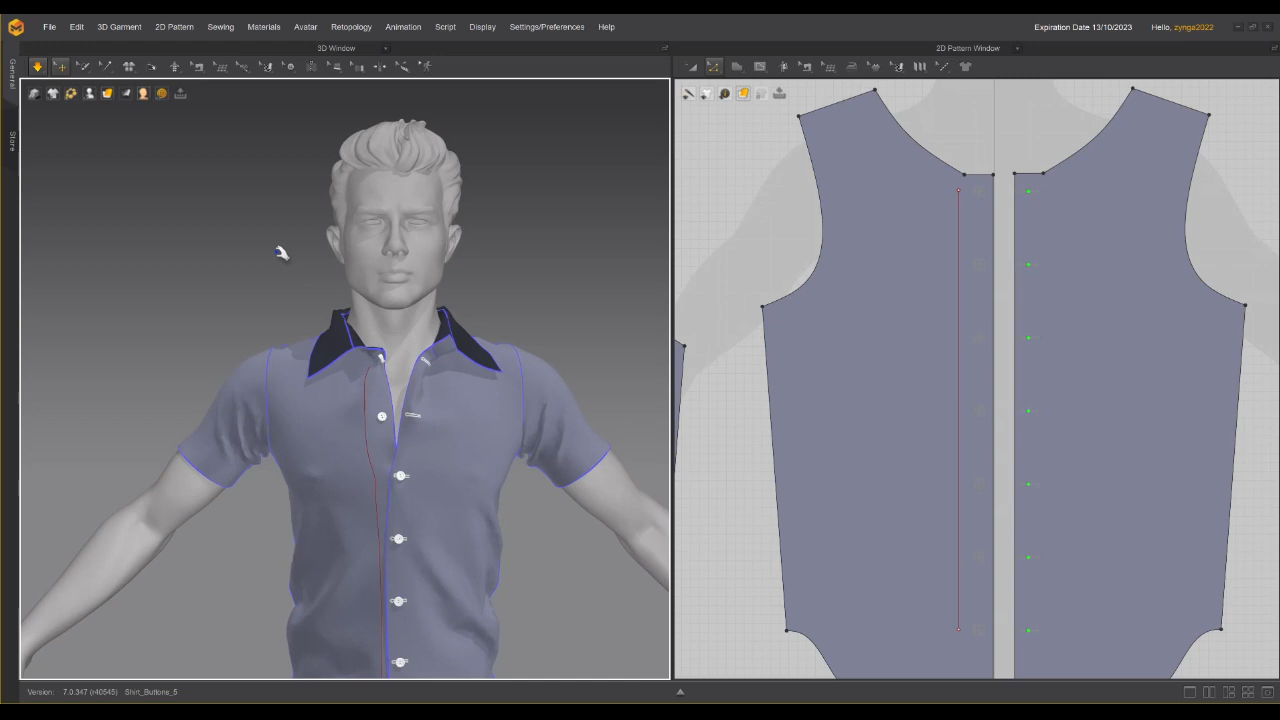 File Edit 3D Garment 2D Pattern Sewing Materials Avatar Retopology Animation Script Display Settings/Preferences Help Expiration Date 13/10/2023 Hello, zynga2022
3D Window 2D Pattern Window
General
Store
Version: 7.0.347 (r40545) Shirt_Buttons_5